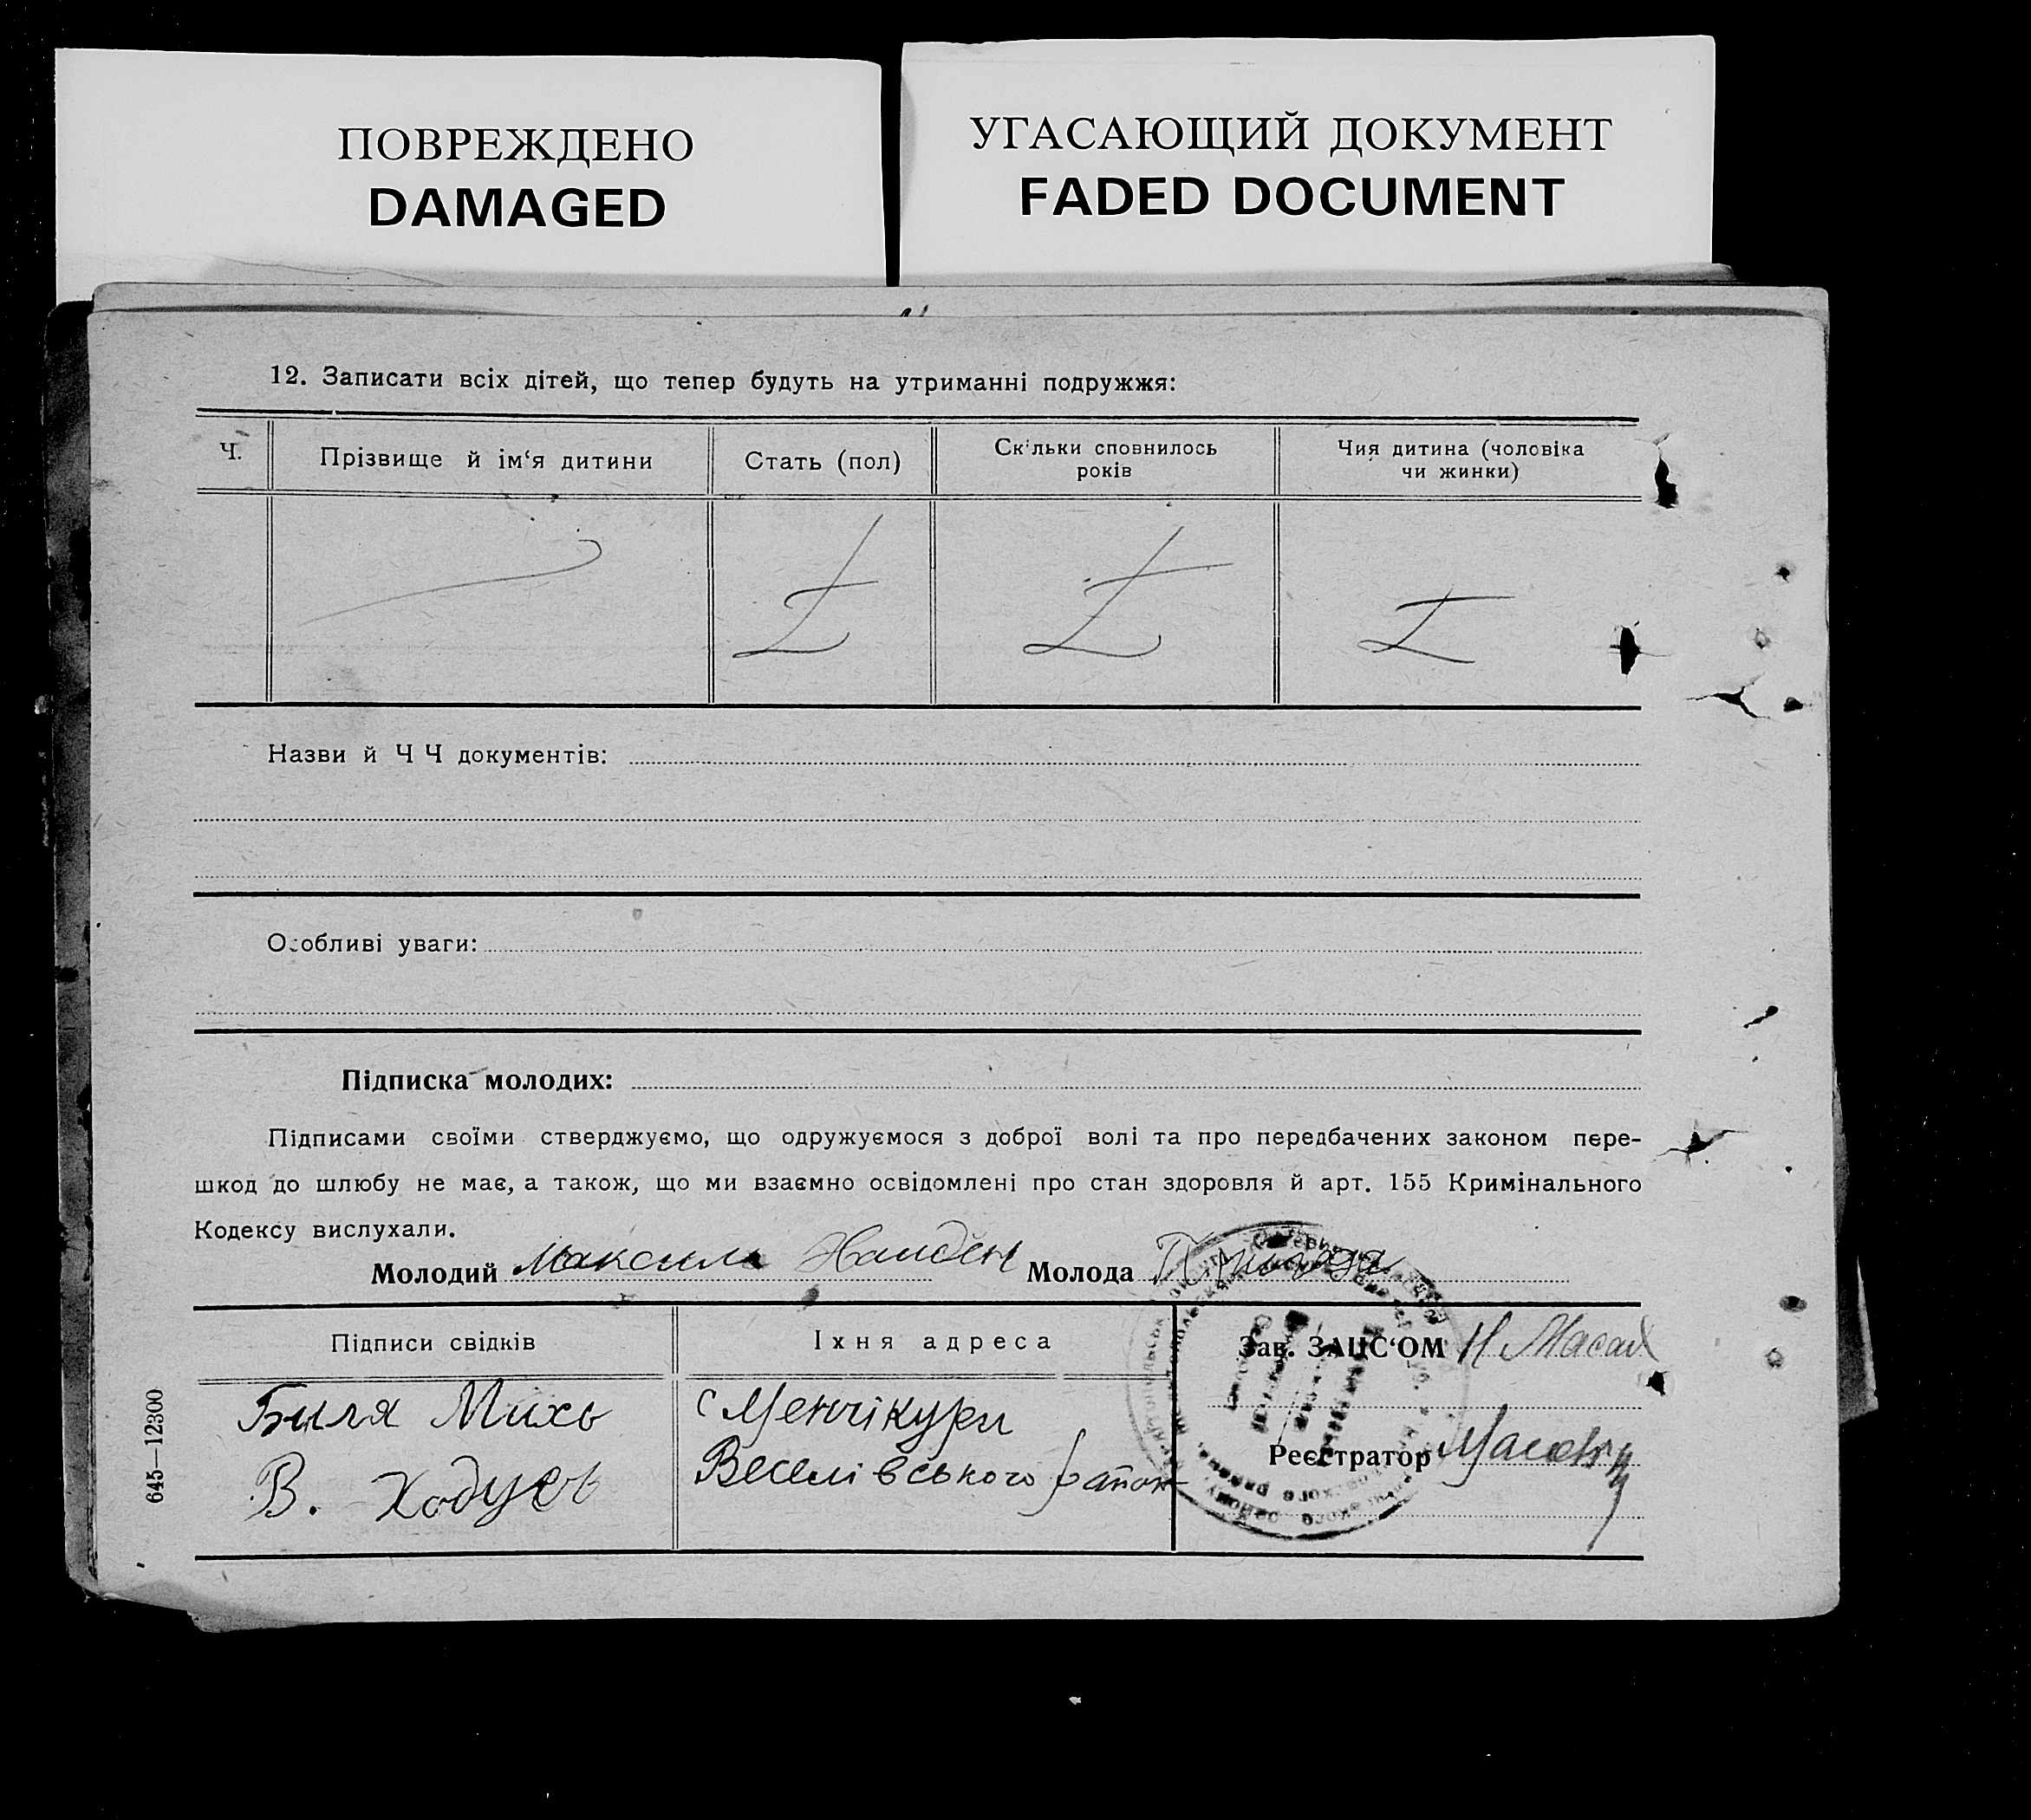 ПОВРЕЖДЕНО
DAMAGED
УГАСАЮЩИЙ ДОКУМЕНТ
FADED DOCUMENT
12. Записати всіх дітей, що тепер будуть на утриманні подружжя:
Ч. Прізвище й ім‘я дитини Стать (пол) Скільки сповнилось років Чия дитина (чоловіка чи жинки)
Назви й Ч Ч документів:
Особливі уваги:
Підписка молодих:
Підписами своїми стверджуємо, що одружуємося з доброї волі та про передбачених законом пере-
шкод до шлюбу не має, а також, що ми взаємно освідомлені про стан здоровля й арт. 155 Кримінального
Кодексу вислухали.
Молодий Максим Найден Молода
Підписи свідків Їхня адреса Зав. ЗАЦС‘ОМ
Биля Михо с Менчікури
В. Ходусь Веселівського район
Реєстратор
645—12300